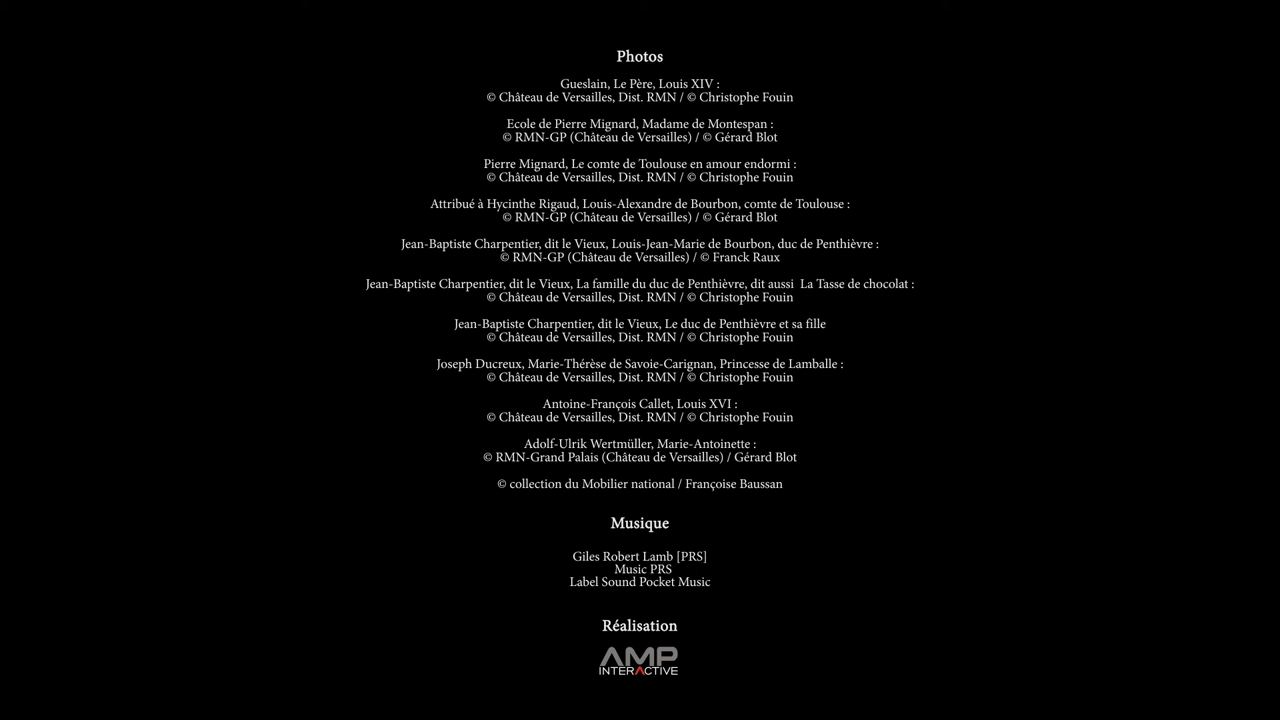 Photos
Gueslain, Le Père, Louis XIV :
© Château de Versailles, Dist. RMN / © Christophe Fouin
Ecole de Pierre Mignard, Madame de Montespan :
© RMN-GP (Château de Versailles) / © Gérard Blot
Pierre Mignard, Le comte de Toulouse en amour endormi :
© Château de Versailles, Dist. RMN / © Christophe Fouin
Attribué à Hycinthe Rigaud, Louis-Alexandre de Bourbon, comte de Toulouse :
© RMN-GP (Château de Versailles) / © Gérard Blot
Jean-Baptiste Charpentier, dit le Vieux, Louis-Jean-Marie de Bourbon, duc de Penthièvre :
© RMN-GP (Château de Versailles) / © Franck Raux
Jean-Baptiste Charpentier, dit le Vieux, La famille du duc de Penthièvre, dit aussi  La Tasse de chocolat :
© Château de Versailles, Dist. RMN / © Christophe Fouin
Jean-Baptiste Charpentier, dit le Vieux, Le duc de Penthièvre et sa fille
© Château de Versailles, Dist. RMN / © Christophe Fouin
Joseph Ducreux, Marie-Thérèse de Savoie-Carignan, Princesse de Lamballe :
© Château de Versailles, Dist. RMN / © Christophe Fouin
Antoine-François Callet, Louis XVI :
© Château de Versailles, Dist. RMN / © Christophe Fouin
Adolf-Ulrik Wertmüller, Marie-Antoinette :
© RMN-Grand Palais (Château de Versailles) / Gérard Blot
© collection du Mobilier national / Françoise Baussan
Musique
Giles Robert Lamb [PRS]
Music PRS
Label Sound Pocket Music
Réalisation
AMP
INTERACTIVE